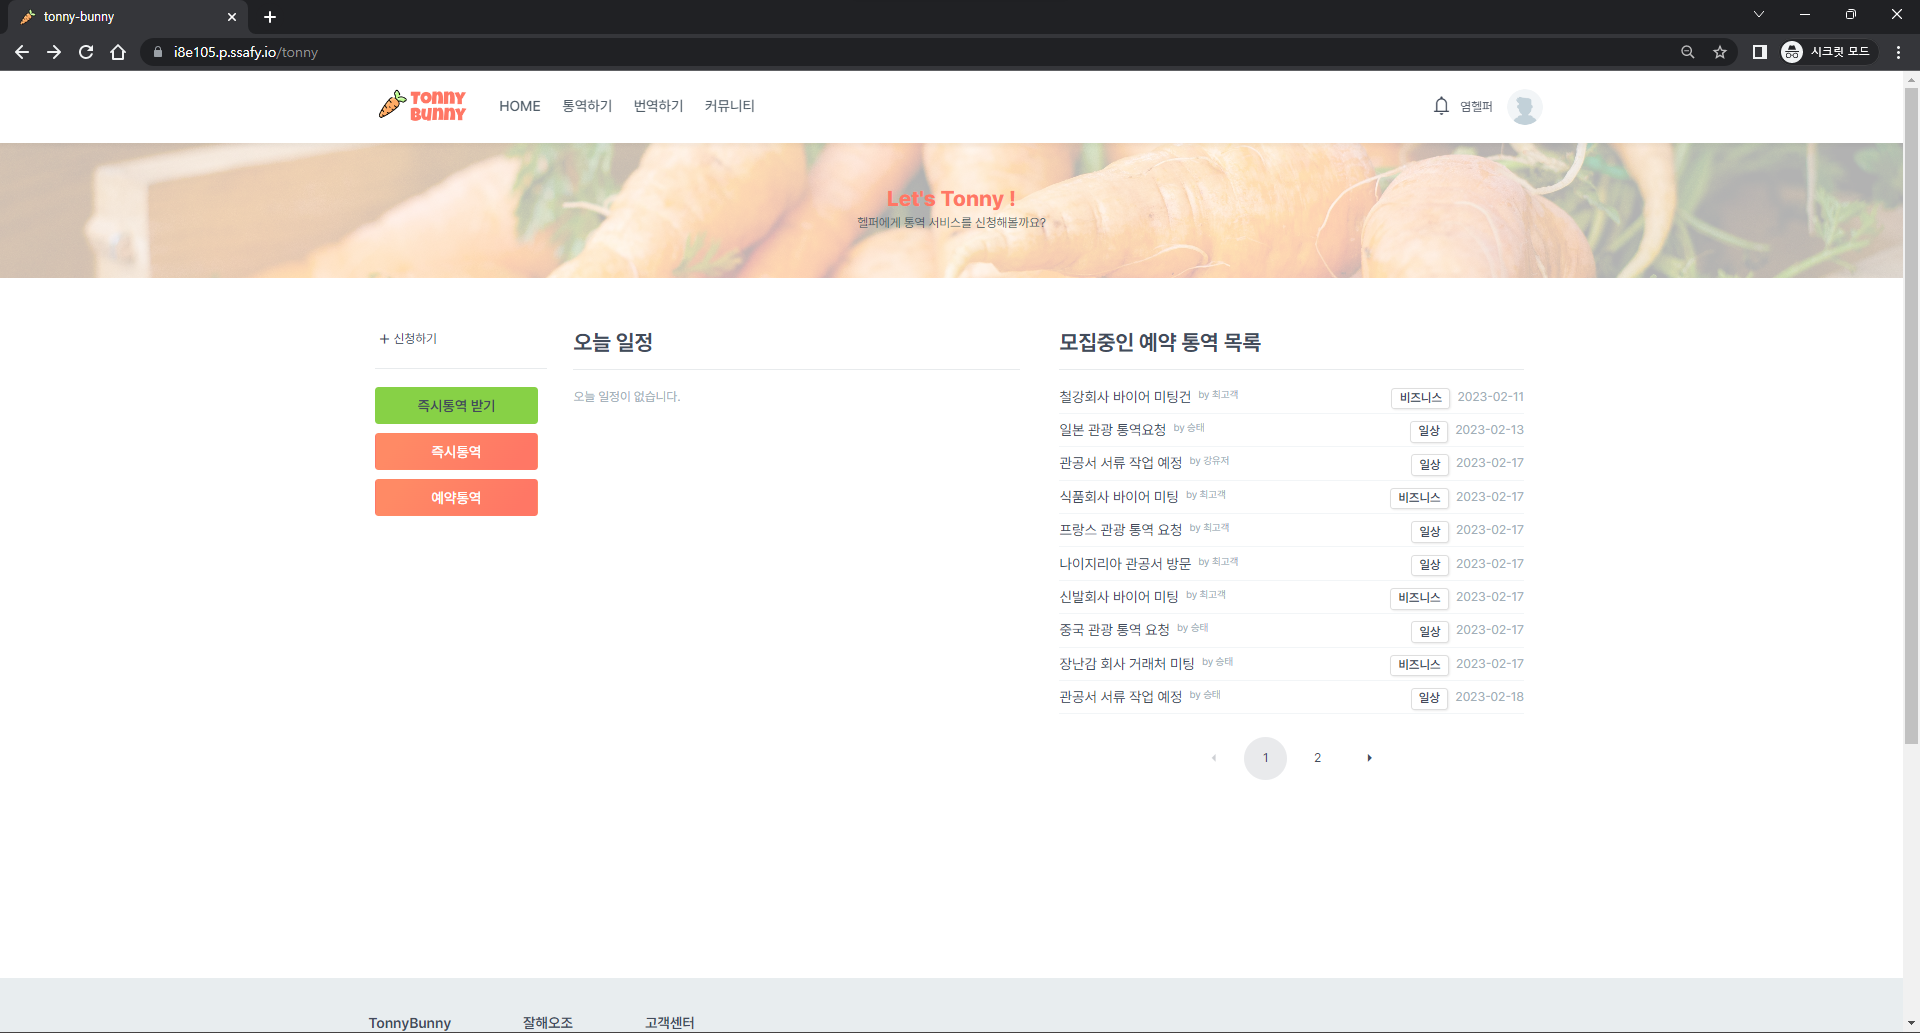 tonny-bunny
i8e105.p.ssafy.io/tonny
시크릿 모드
TONNY
BUNNY
HOME 통역하기 번역하기 커뮤니티
염헬퍼
Let's Tonny !
헬퍼에게 통역 서비스를 신청해볼까요?
+ 신청하기
즉시통역 받기
즉시통역
예약통역
오늘 일정
오늘 일정이 없습니다.
모집중인 예약 통역 목록
철강회사 바이어 미팅건 by 최고객 비즈니스 2023-02-11
일본 관광 통역요청 by 승태 일상 2023-02-13
관공서 서류 작업 예정 by 강유저 일상 2023-02-17
식품회사 바이어 미팅 by 최고객 비즈니스 2023-02-17
프랑스 관광 통역 요청 by 최고객 일상 2023-02-17
나이지리아 관공서 방문 by 최고객 일상 2023-02-17
신발회사 바이어 미팅 by 최고객 비즈니스 2023-02-17
중국 관광 통역 요청 by 승태 일상 2023-02-17
장난감 회사 거래처 미팅 by 승태 비즈니스 2023-02-17
관공서 서류 작업 예정 by 승태 일상 2023-02-18
1 2
TonnyBunny 잘해오조 고객센터